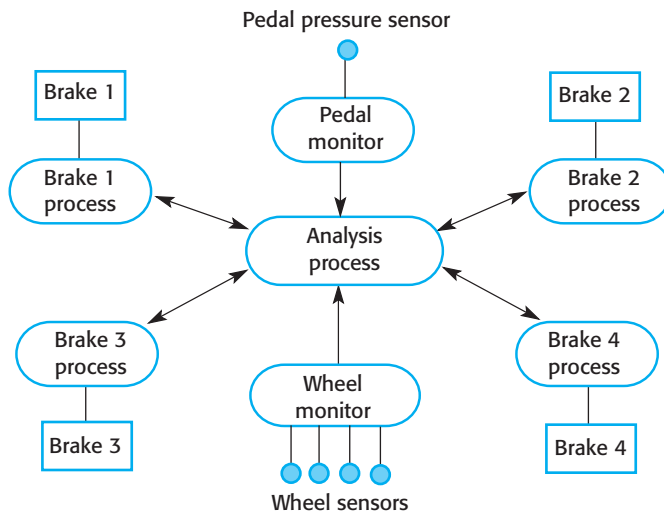 Pedal pressure sensor
Brake 1
Pedal
monitor
Brake 2
Brake 1
process
Brake 2
process
Analysis
process
Brake 3
process
Wheel
monitor
Brake 4
process
Brake 3
Brake 4
Wheel sensors